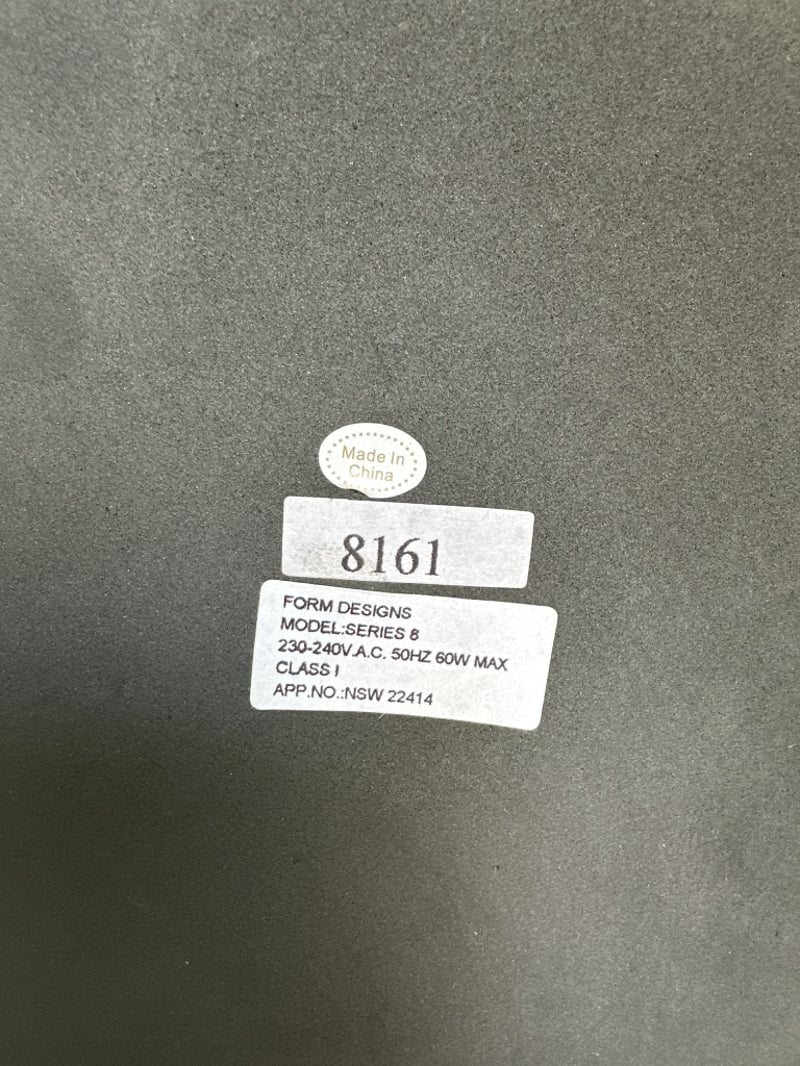 Made In
China
8161
FORM DESIGNS
MODEL:SERIES 8
230-240V.A.C. 50HZ 60W MAX
CLASS I
APP.NO.:NSW 22414